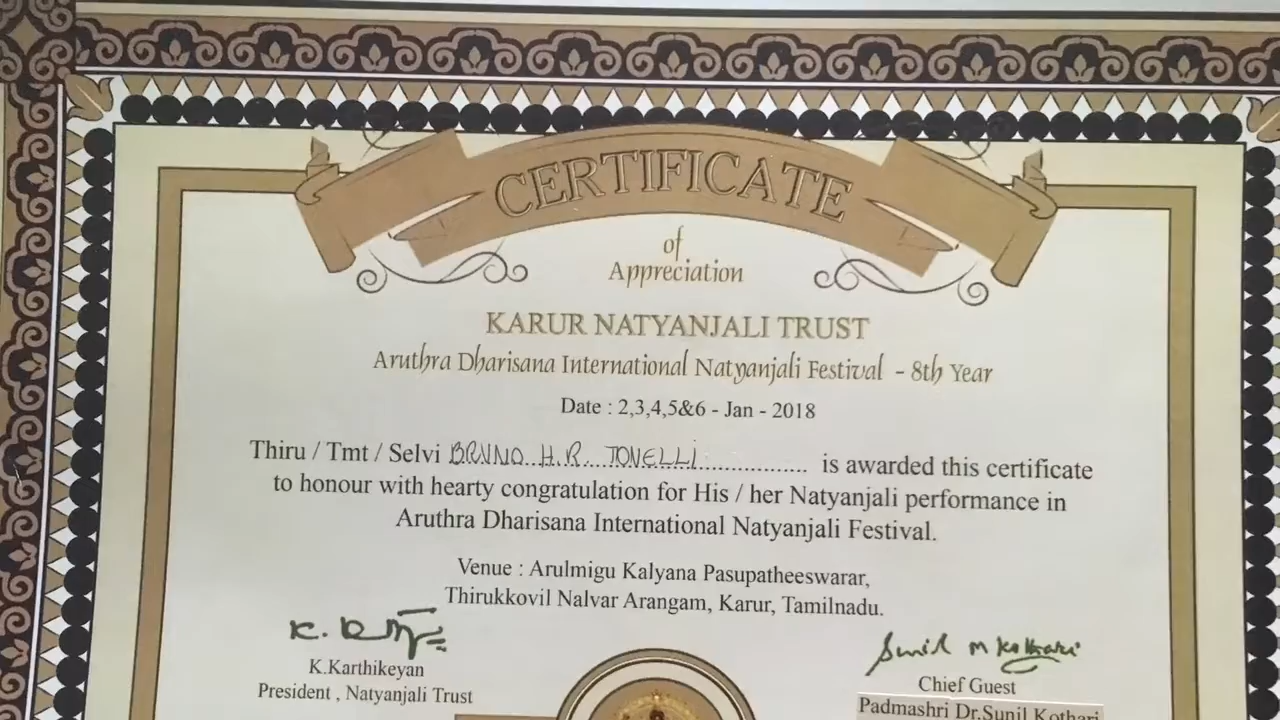 CERTIFICATE
of
Appreciation
KARUR NATYANJALI TRUST
Aruthra Dharisana International Natyanjali Festival - 8th Year
Date : 2,3,4,5&6 - Jan - 2018
Thiru / Tmt / Selvi BRUNO H.R. TONELLI is awarded this certificate
to honour with hearty congratulation for His / her Natyanjali performance in
Aruthra Dharisana International Natyanjali Festival.
Venue : Arulmigu Kalyana Pasupatheeswarar,
Thirukkovil Nalvar Arangam, Karur, Tamilnadu.
K.Karthikeyan
President , Natyanjali Trust
Sunil M Kothari
Chief Guest
Padmashri Dr.Sunil Kothari